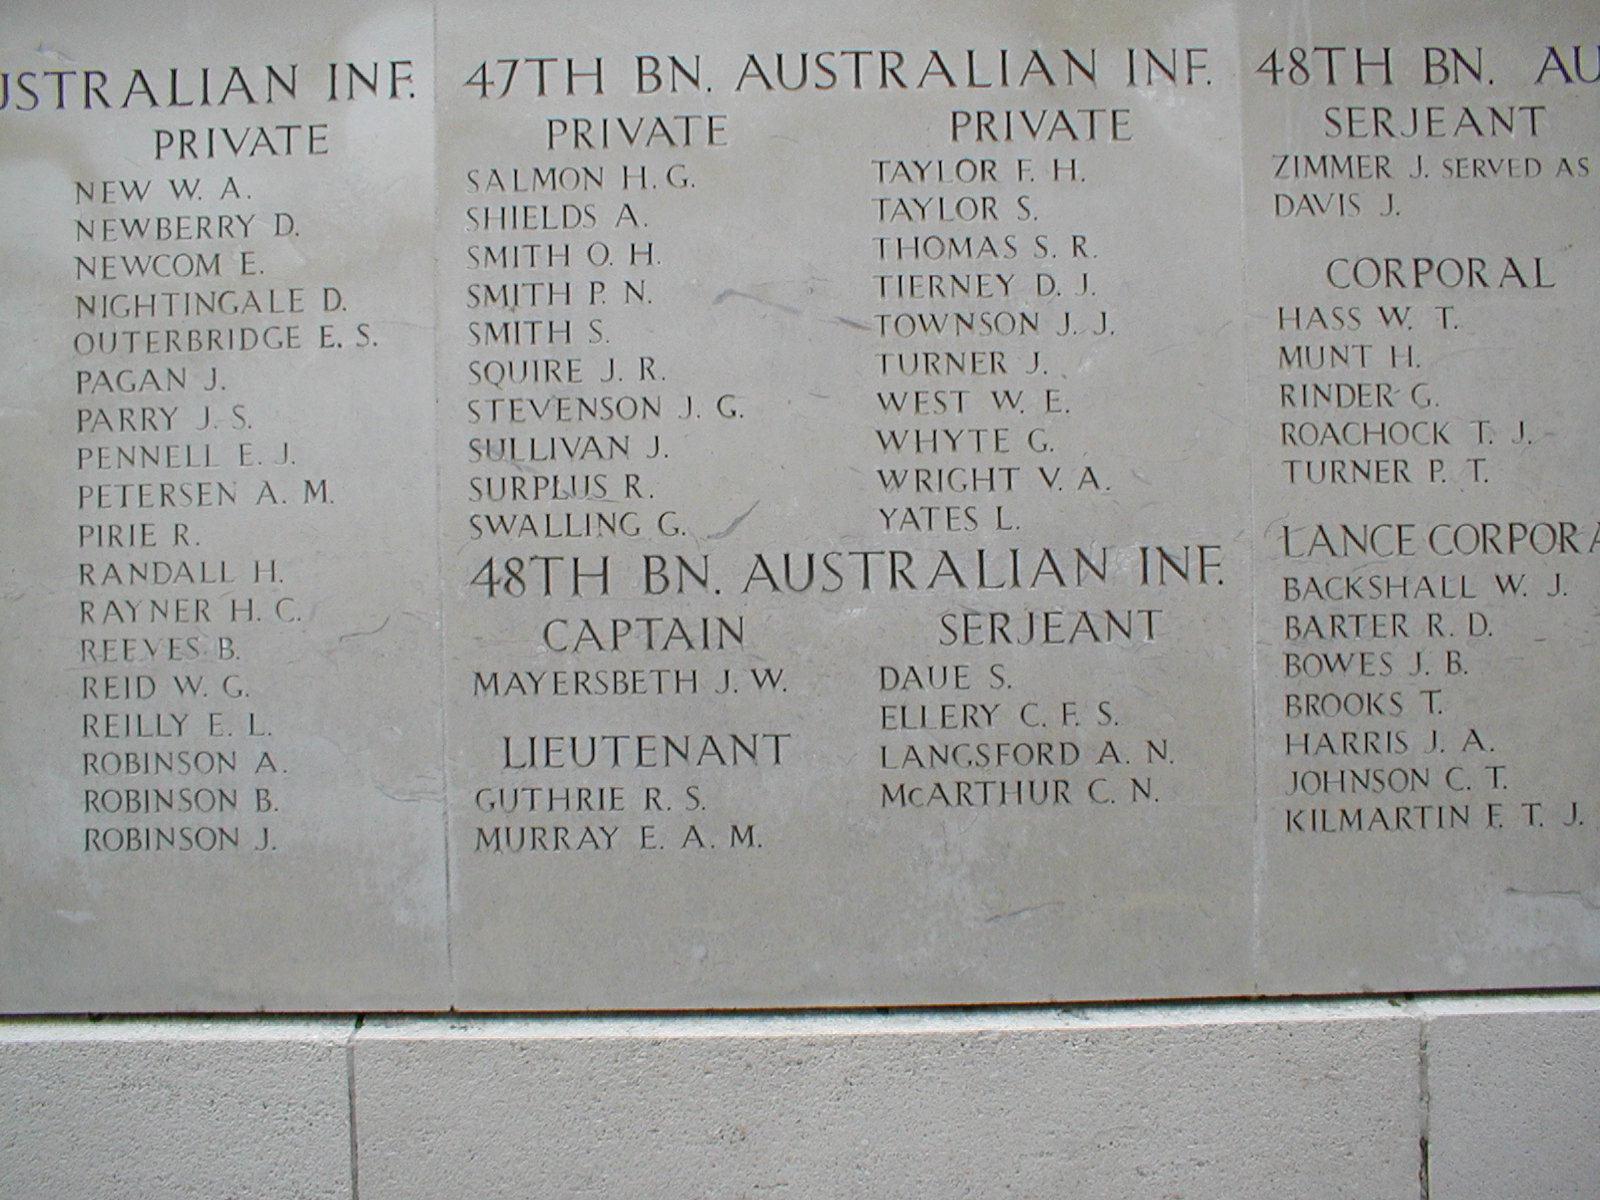 USTRALIAN INF.
PRIVATE
NEW W. A.
NEWBERRY D.
NEWCOM E.
NIGHTINGALE D.
OUTERBRIDGE E. S.
PAGAN J.
PARRY J. S.
PENNELL E. J.
PETERSEN A. M.
PIRIE R.
RANDALL H.
RAYNER H. C.
REEVES B.
REID W. G.
REILLY E. L.
ROBINSON A.
ROBINSON B.
ROBINSON J.
47TH BN. AUSTRALIAN INF.
PRIVATE
SALMON H. G.
SHIELDS A.
SMITH O. H.
SMITH P. N.
SMITH S.
SQUIRE J. R.
STEVENSON J. G.
SULLIVAN J.
SURPLUS R.
SWALLING G.
PRIVATE
TAYLOR F. H.
TAYLOR S.
THOMAS S. R.
TIERNEY D. J.
TOWNSON J. J.
TURNER J.
WEST W. E.
WHYTE G.
WRIGHT V. A.
YATES L.
48TH BN. AUSTRALIAN INF.
CAPTAIN
MAYERSBETH J. W.
LIEUTENANT
GUTHRIE R. S.
MURRAY E. A. M.
SERJEANT
DAUE S.
ELLERY C. F. S.
LANGSFORD A. N.
McARTHUR C. N.
48TH BN. AU
SERJEANT
ZIMMER J. SERVED AS
DAVIS J.
CORPORAL
HASS W. T.
MUNT H.
RINDER G.
ROACHOCK T. J.
TURNER P. T.
LANCE CORPORA
BACKSHALL W. J.
BARTER R. D.
BOWES J. B.
BROOKS T.
HARRIS J. A.
JOHNSON C. T.
KILMARTIN F. T. J.